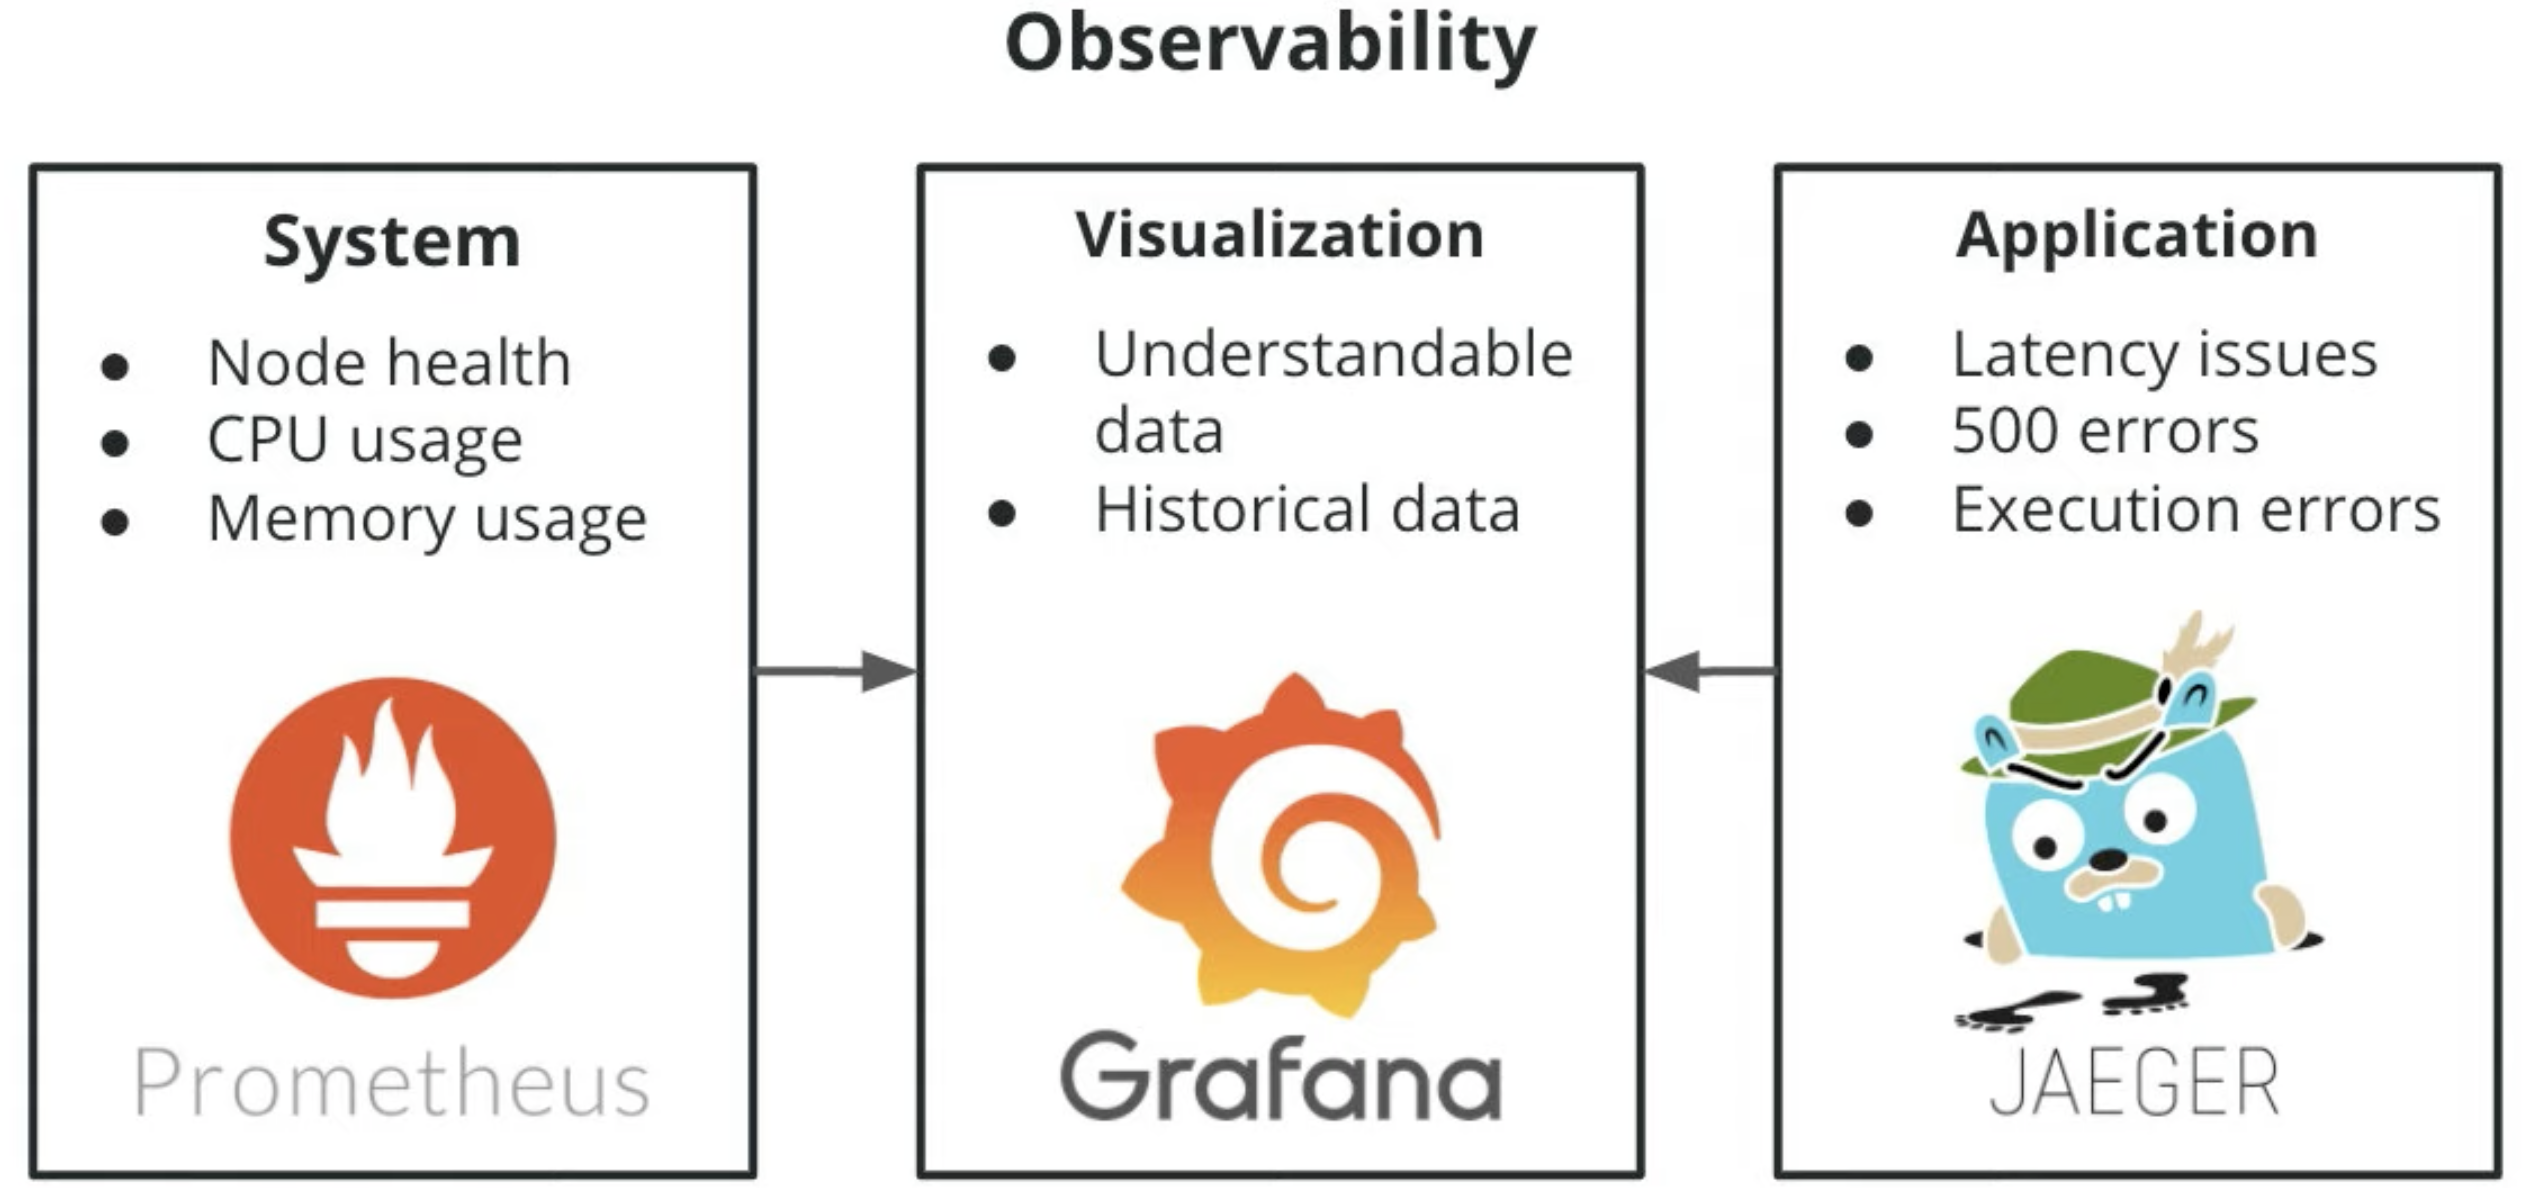 Observability
System
● Node health
● CPU usage
● Memory usage
Prometheus
Visualization
● Understandable
data
● Historical data
Grafana
Application
● Latency issues
● 500 errors
● Execution errors
JAEGER